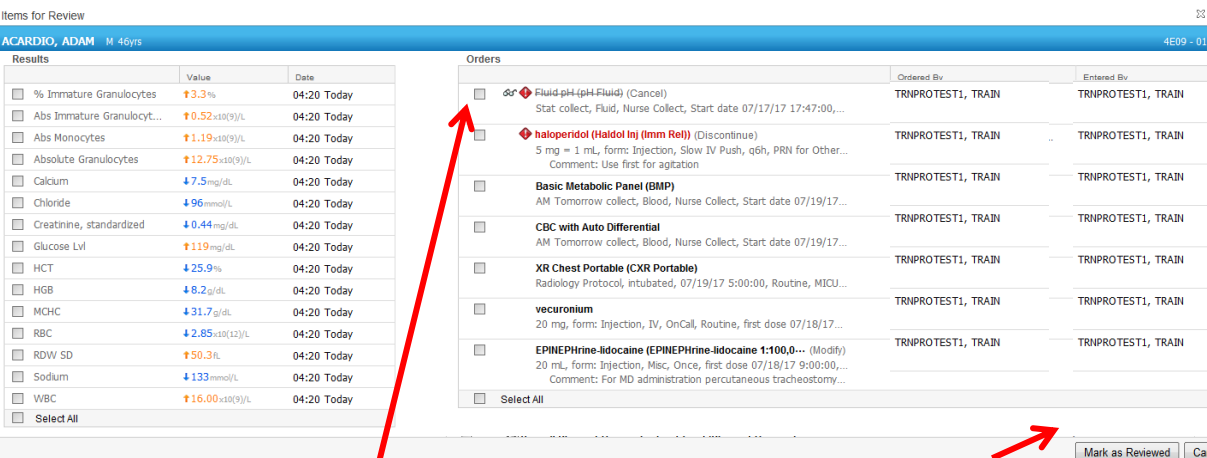 Items for Review
ACARDIO, ADAM M 46yrs 4E09 - 01
Results
Value Date
% Immature Granulocytes ↑3.3% 04:20 Today
Abs Immature Granulocyt... ↑0.52x10(9)/L 04:20 Today
Abs Monocytes ↑1.19x10(9)/L 04:20 Today
Absolute Granulocytes ↑12.75x10(9)/L 04:20 Today
Calcium ↓7.5mg/dL 04:20 Today
Chloride ↓96mmol/L 04:20 Today
Creatinine, standardized ↓0.44mg/dL 04:20 Today
Glucose Lvl ↑119mg/dL 04:20 Today
HCT ↓25.9% 04:20 Today
HGB ↓8.2g/dL 04:20 Today
MCHC ↓31.7g/dL 04:20 Today
RBC ↓2.85x10(12)/L 04:20 Today
RDW SD ↑50.3fL 04:20 Today
Sodium ↓133mmol/L 04:20 Today
WBC ↑16.00x10(9)/L 04:20 Today
Select All
Orders
Ordered By Entered By
Fluid pH (pH Fluid) (Cancel) TRNPROTEST1, TRAIN TRNPROTEST1, TRAIN
Stat collect, Fluid, Nurse Collect, Start date 07/17/17 17:47:00,...
haloperidol (Haldol Inj (Imm Rel)) (Discontinue) TRNPROTEST1, TRAIN .. TRNPROTEST1, TRAIN
5 mg = 1 mL, form: Injection, Slow IV Push, q6h, PRN for Other...
Comment: Use first for agitation
Basic Metabolic Panel (BMP) TRNPROTEST1, TRAIN TRNPROTEST1, TRAIN
AM Tomorrow collect, Blood, Nurse Collect, Start date 07/19/17...
CBC with Auto Differential TRNPROTEST1, TRAIN TRNPROTEST1, TRAIN
AM Tomorrow collect, Blood, Nurse Collect, Start date 07/19/17...
XR Chest Portable (CXR Portable) TRNPROTEST1, TRAIN TRNPROTEST1, TRAIN
Radiology Protocol, intubated, 07/19/17 5:00:00, Routine, MICU...
vecuronium TRNPROTEST1, TRAIN TRNPROTEST1, TRAIN
20 mg, form: Injection, IV, OnCall, Routine, first dose 07/18/17...
EPINEPHrine-lidocaine (EPINEPHrine-lidocaine 1:100,0... (Modify) TRNPROTEST1, TRAIN TRNPROTEST1, TRAIN
20 mL, form: Injection, Misc, Once, first dose 07/18/17 9:00:00,...
Comment: For MD administration percutaneous tracheostomy...
Select All
Mark as Reviewed Ca